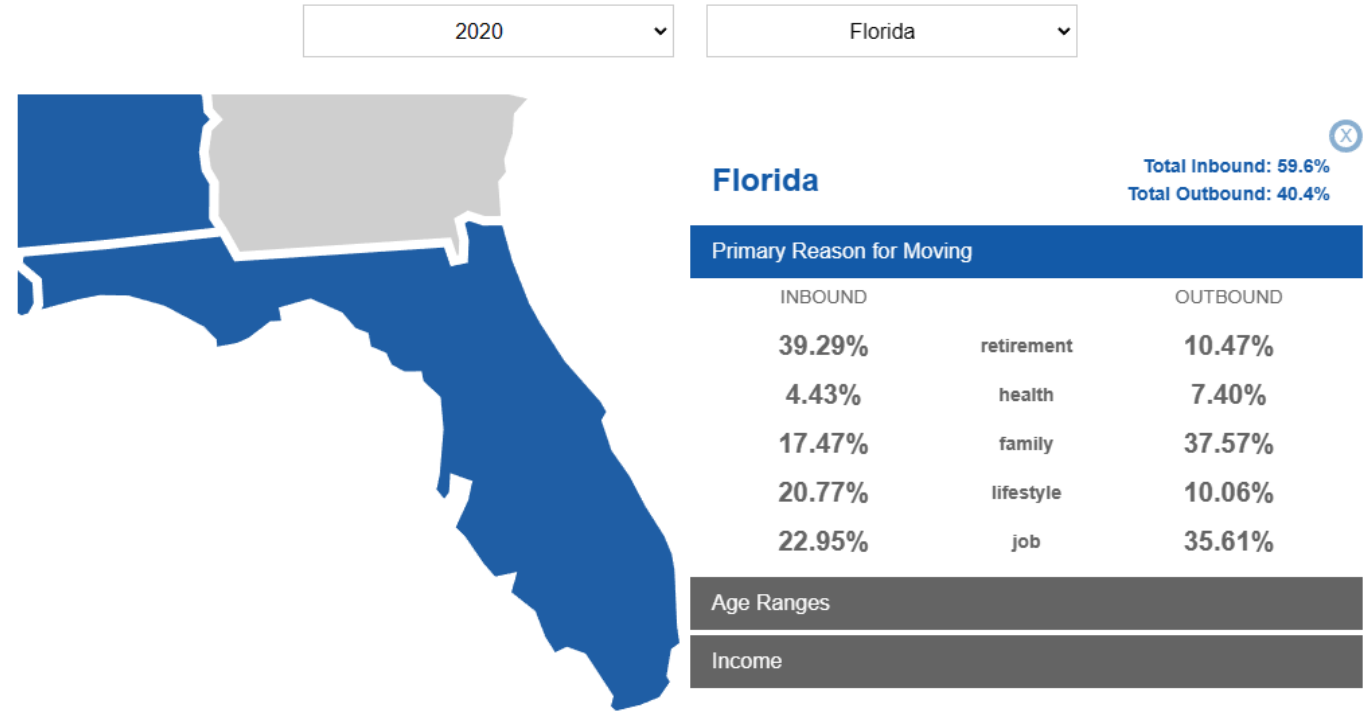 2020 Florida
X
Florida
Total Inbound: 59.6%
Total Outbound: 40.4%
Primary Reason for Moving
INBOUND OUTBOUND
39.29% retirement 10.47%
4.43% health 7.40%
17.47% family 37.57%
20.77% lifestyle 10.06%
22.95% job 35.61%
Age Ranges
Income